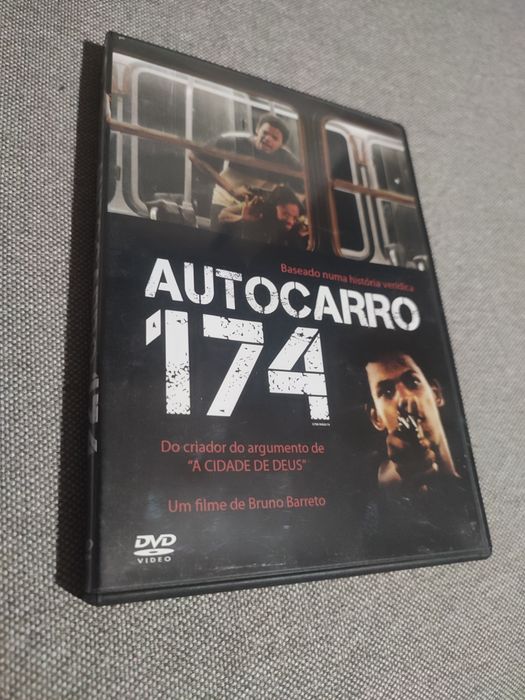 Baseado numa história verídica
AUTOCARRO
174
Do criador do argumento de
"A CIDADE DE DEUS"
Um filme de Bruno Barreto
DVD
VIDEO